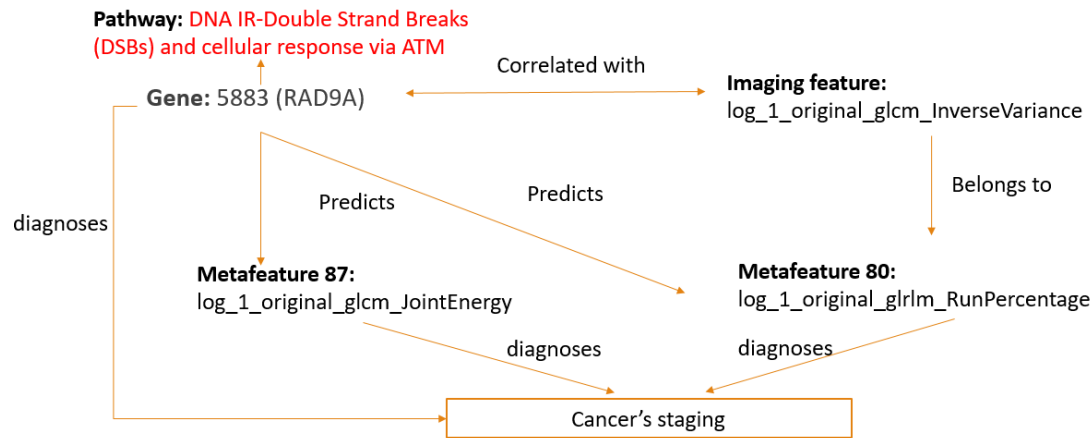 Pathway: DNA IR-Double Strand Breaks
(DSBs) and cellular response via ATM
Correlated with
Gene: 5883 (RAD9A)
Imaging feature:
log_1_original_glcm_InverseVariance
diagnoses
Predicts
Predicts
Belongs to
Metafeature 87:
log_1_original_glcm_JointEnergy
Metafeature 80:
log_1_original_glrlm_RunPercentage
diagnoses
diagnoses
Cancer's staging